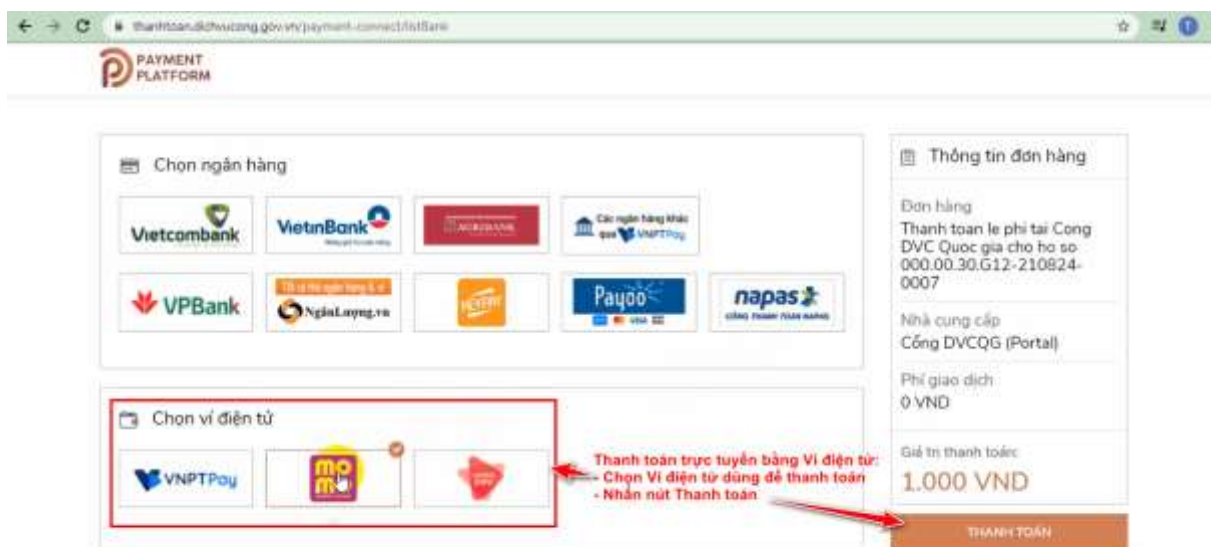 thanhtoan.dichvucong.gov.vn/payment-connect/listBank
PAYMENT
PLATFORM
Chọn ngân hàng
Vietcombank
VietinBank
AGRIBANK
Các ngân hàng khác
qua VNPTPay
VPBank
NgânLượng.vn
Payoo
VISA
napas
Chọn ví điện tử
VNPTPay
mo
mo
Thanh toán trực tuyến bằng Ví điện tử:
- Chọn Ví điện tử dùng để thanh toán
- Nhấn nút Thanh toán
Thông tin đơn hàng
Đơn hàng
Thanh toan le phi tai Cong
DVC Quoc gia cho ho so
000.00.30.G12-210824-
0007
Nhà cung cấp
Cổng DVCQG (Portal)
Phí giao dịch
0 VND
Giá trị thanh toán:
1.000 VND
THANH TOÁN